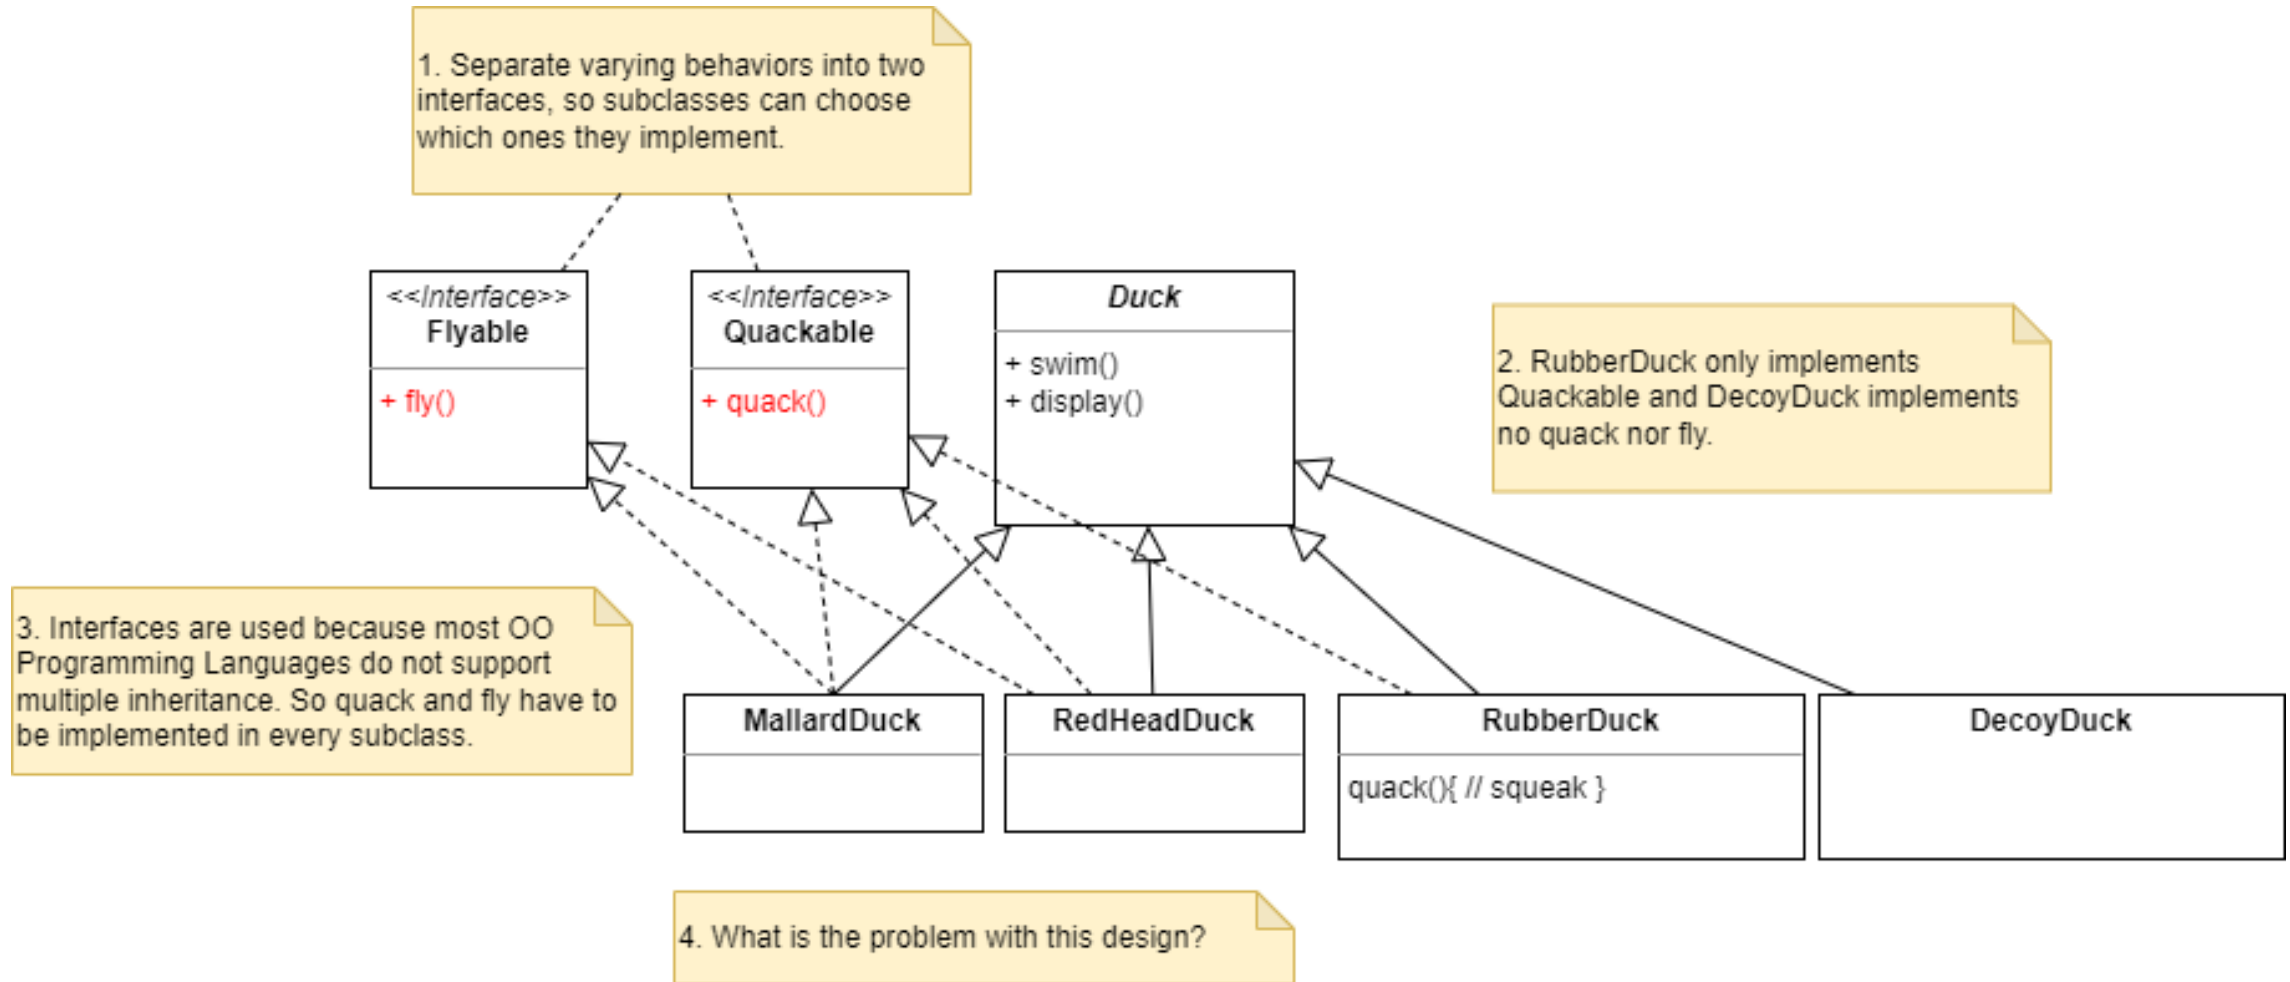 1. Separate varying behaviors into two
interfaces, so subclasses can choose
which ones they implement.
<<Interface>>
Flyable
+ fly()
<<Interface>>
Quackable
+ quack()
Duck
+ swim()
+ display()
2. RubberDuck only implements
Quackable and DecoyDuck implements
no quack nor fly.
3. Interfaces are used because most OO
Programming Languages do not support
multiple inheritance. So quack and fly have to
be implemented in every subclass.
MallardDuck
RedHeadDuck
RubberDuck
quack(){ // squeak }
DecoyDuck
4. What is the problem with this design?